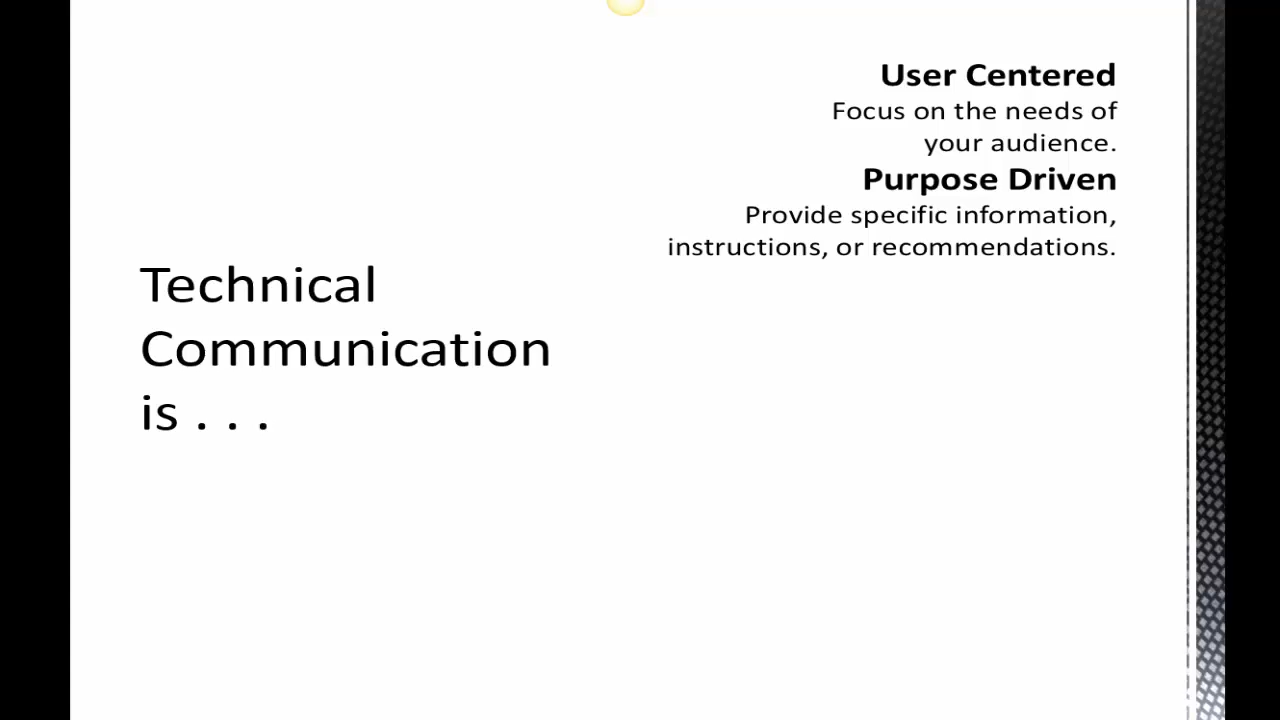 Technical
Communication
is . . .
User Centered
Focus on the needs of
your audience.
Purpose Driven
Provide specific information,
instructions, or recommendations.